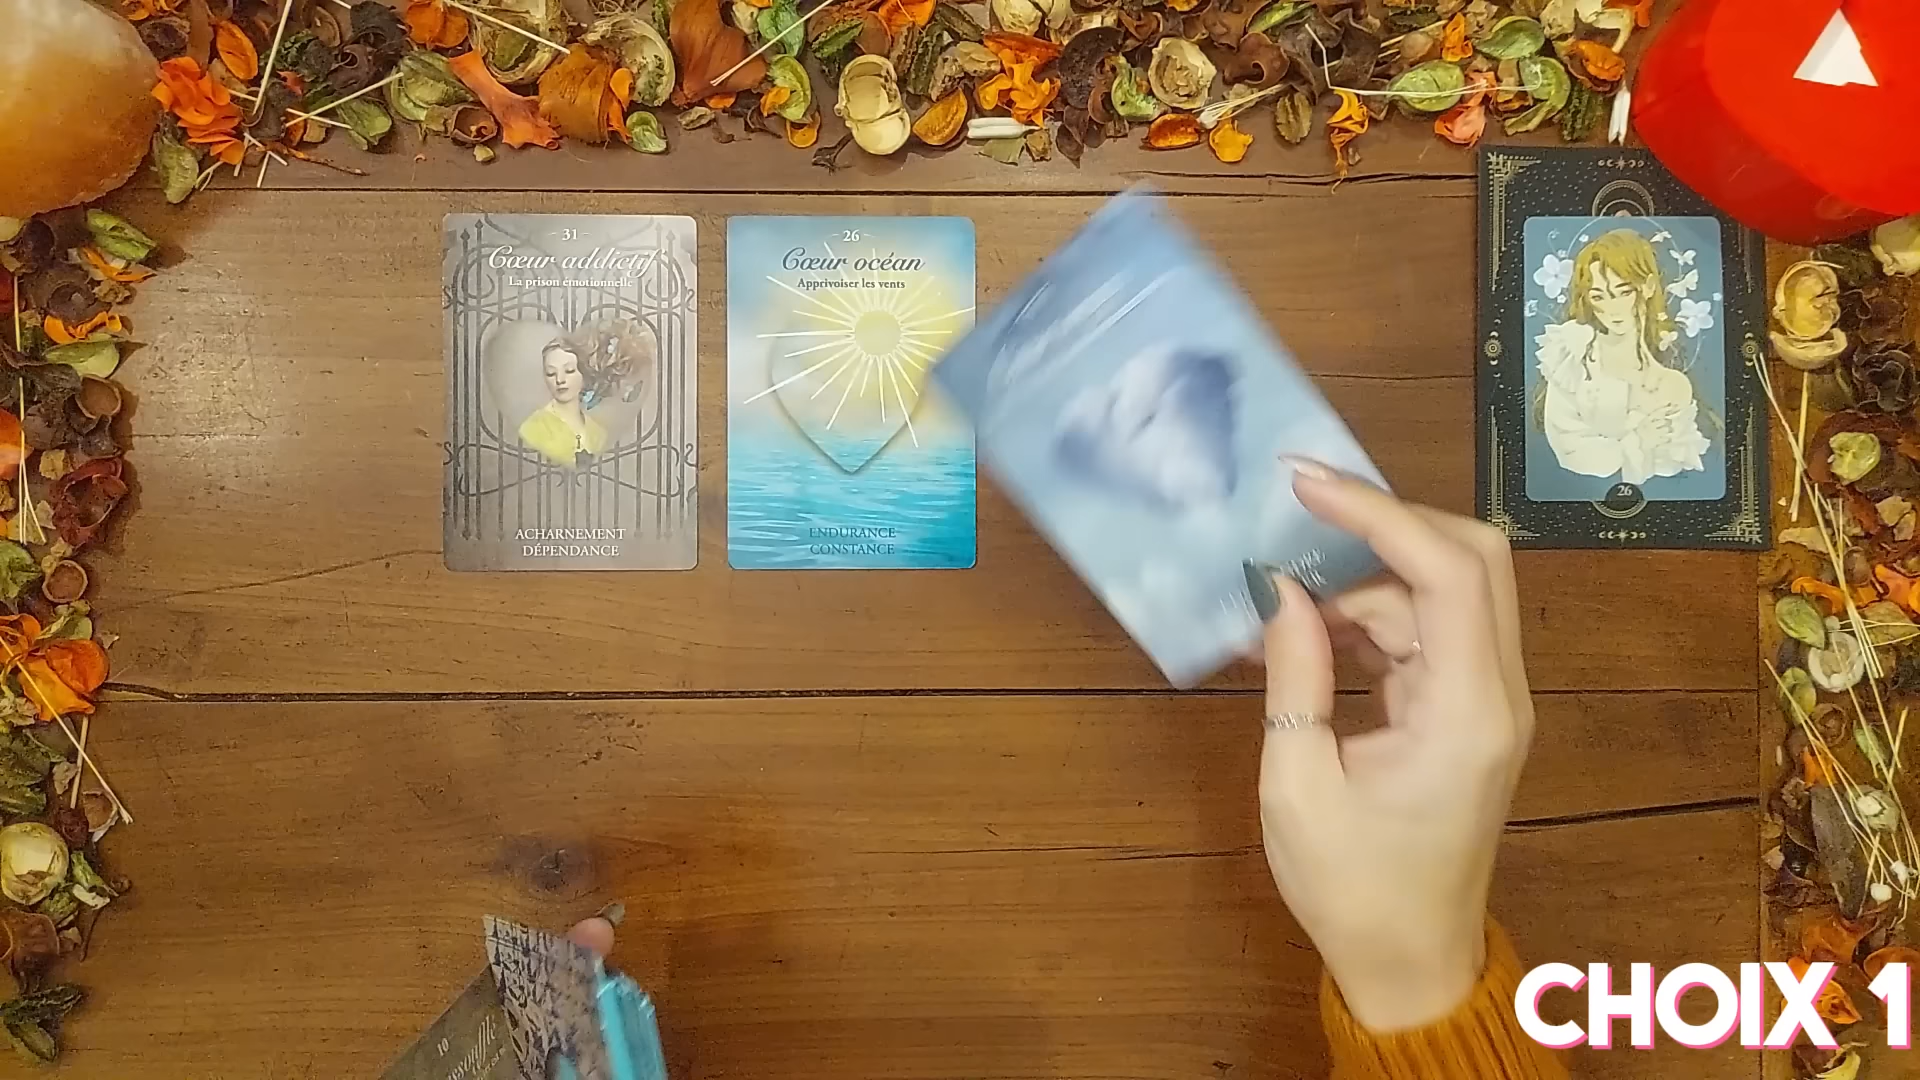 31
Cœur addictif
La prison émotionnelle
ACHARNEMENT
DÉPENDANCE
26
Cœur océan
Apprivoiser les vents
ENDURANCE
CONSTANCE
26
10
CHOIX 1